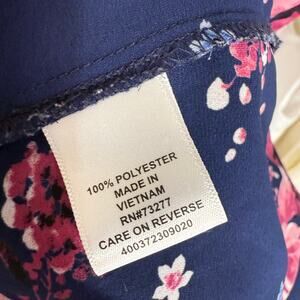 100% POLYESTER
MADE IN
VIETNAM
RN#73277
CARE ON REVERSE
400372309020